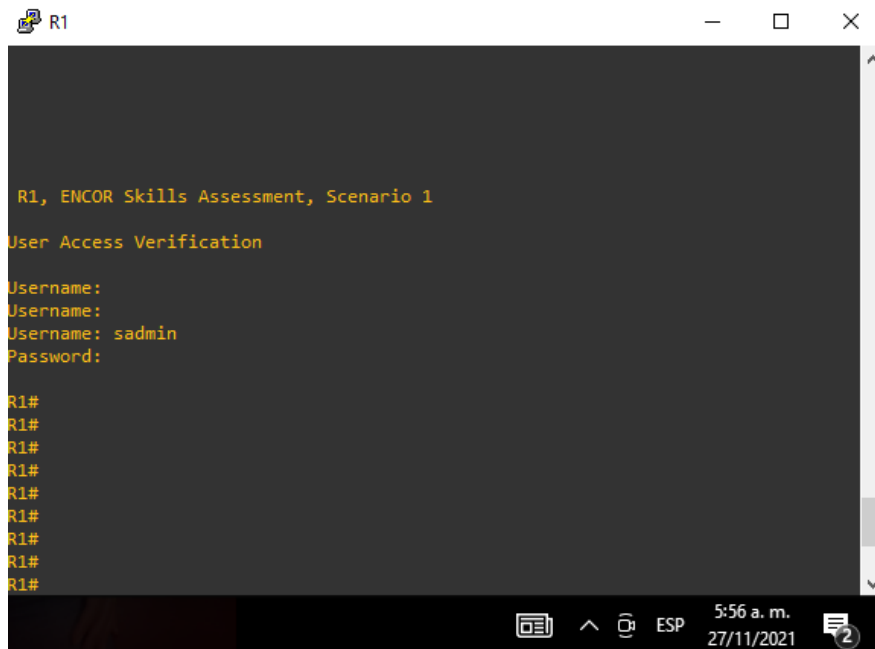 R1
R1, ENCOR Skills Assessment, Scenario 1
User Access Verification
Username:
Username:
Username: sadmin
Password:
R1#
R1#
R1#
R1#
R1#
R1#
R1#
R1#
R1#
ESP
5:56 a. m.
27/11/2021
2